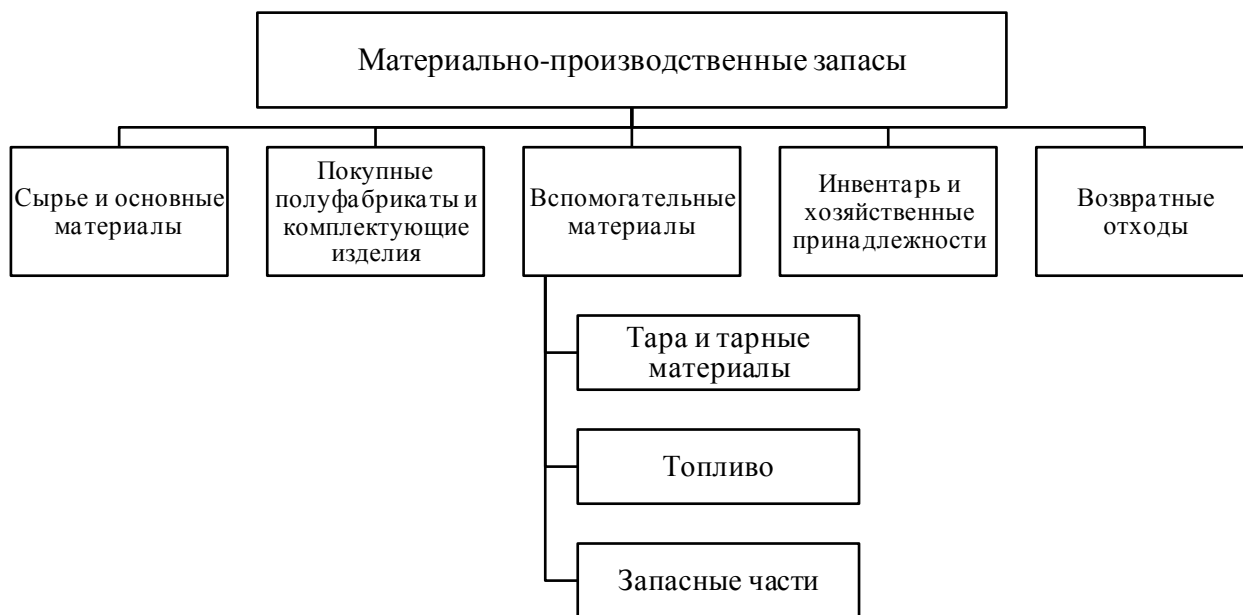 Материально-производственные запасы
Сырье и основные
материалы
Покупные
полуфабрикаты и
комплектующие
изделия
Вспомогательные
материалы
Инвентарь и
хозяйственные
принадлежности
Возвратные
отходы
Тара и тарные
материалы
Топливо
Запасные части